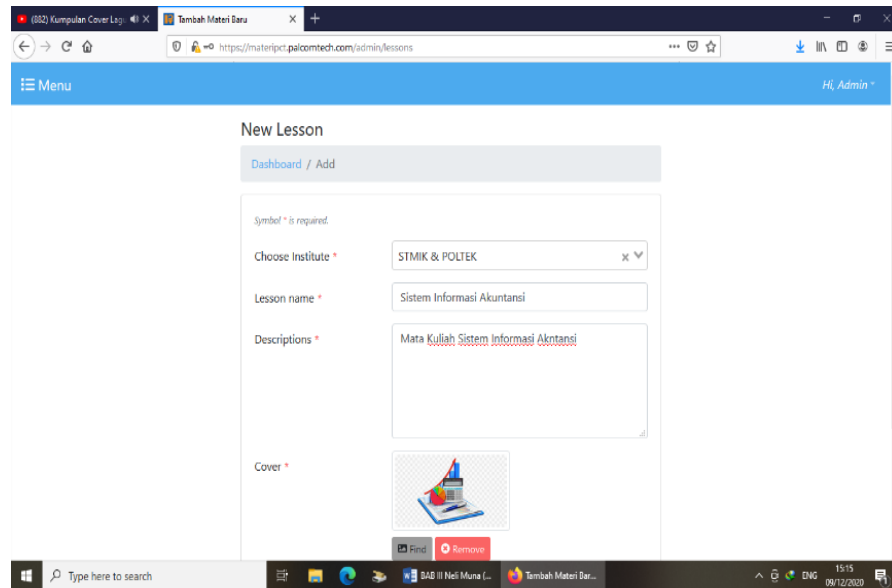 (882) Kumpulan Cover Lagu
Tambah Materi Baru
https://materipct.palcomtech.com/admin/lessons
Menu
Hi, Admin
New Lesson
Dashboard / Add
Symbol * is required.
Choose Institute *
STMIK & POLTEK
Lesson name *
Sistem Informasi Akuntansi
Descriptions *
Mata Kuliah Sistem Informasi Akntansi
Cover *
Find
Remove
Type here to search
BAB III Neli Muna (...
Tambah Materi Bar...
ENG
15:15
09/12/2020